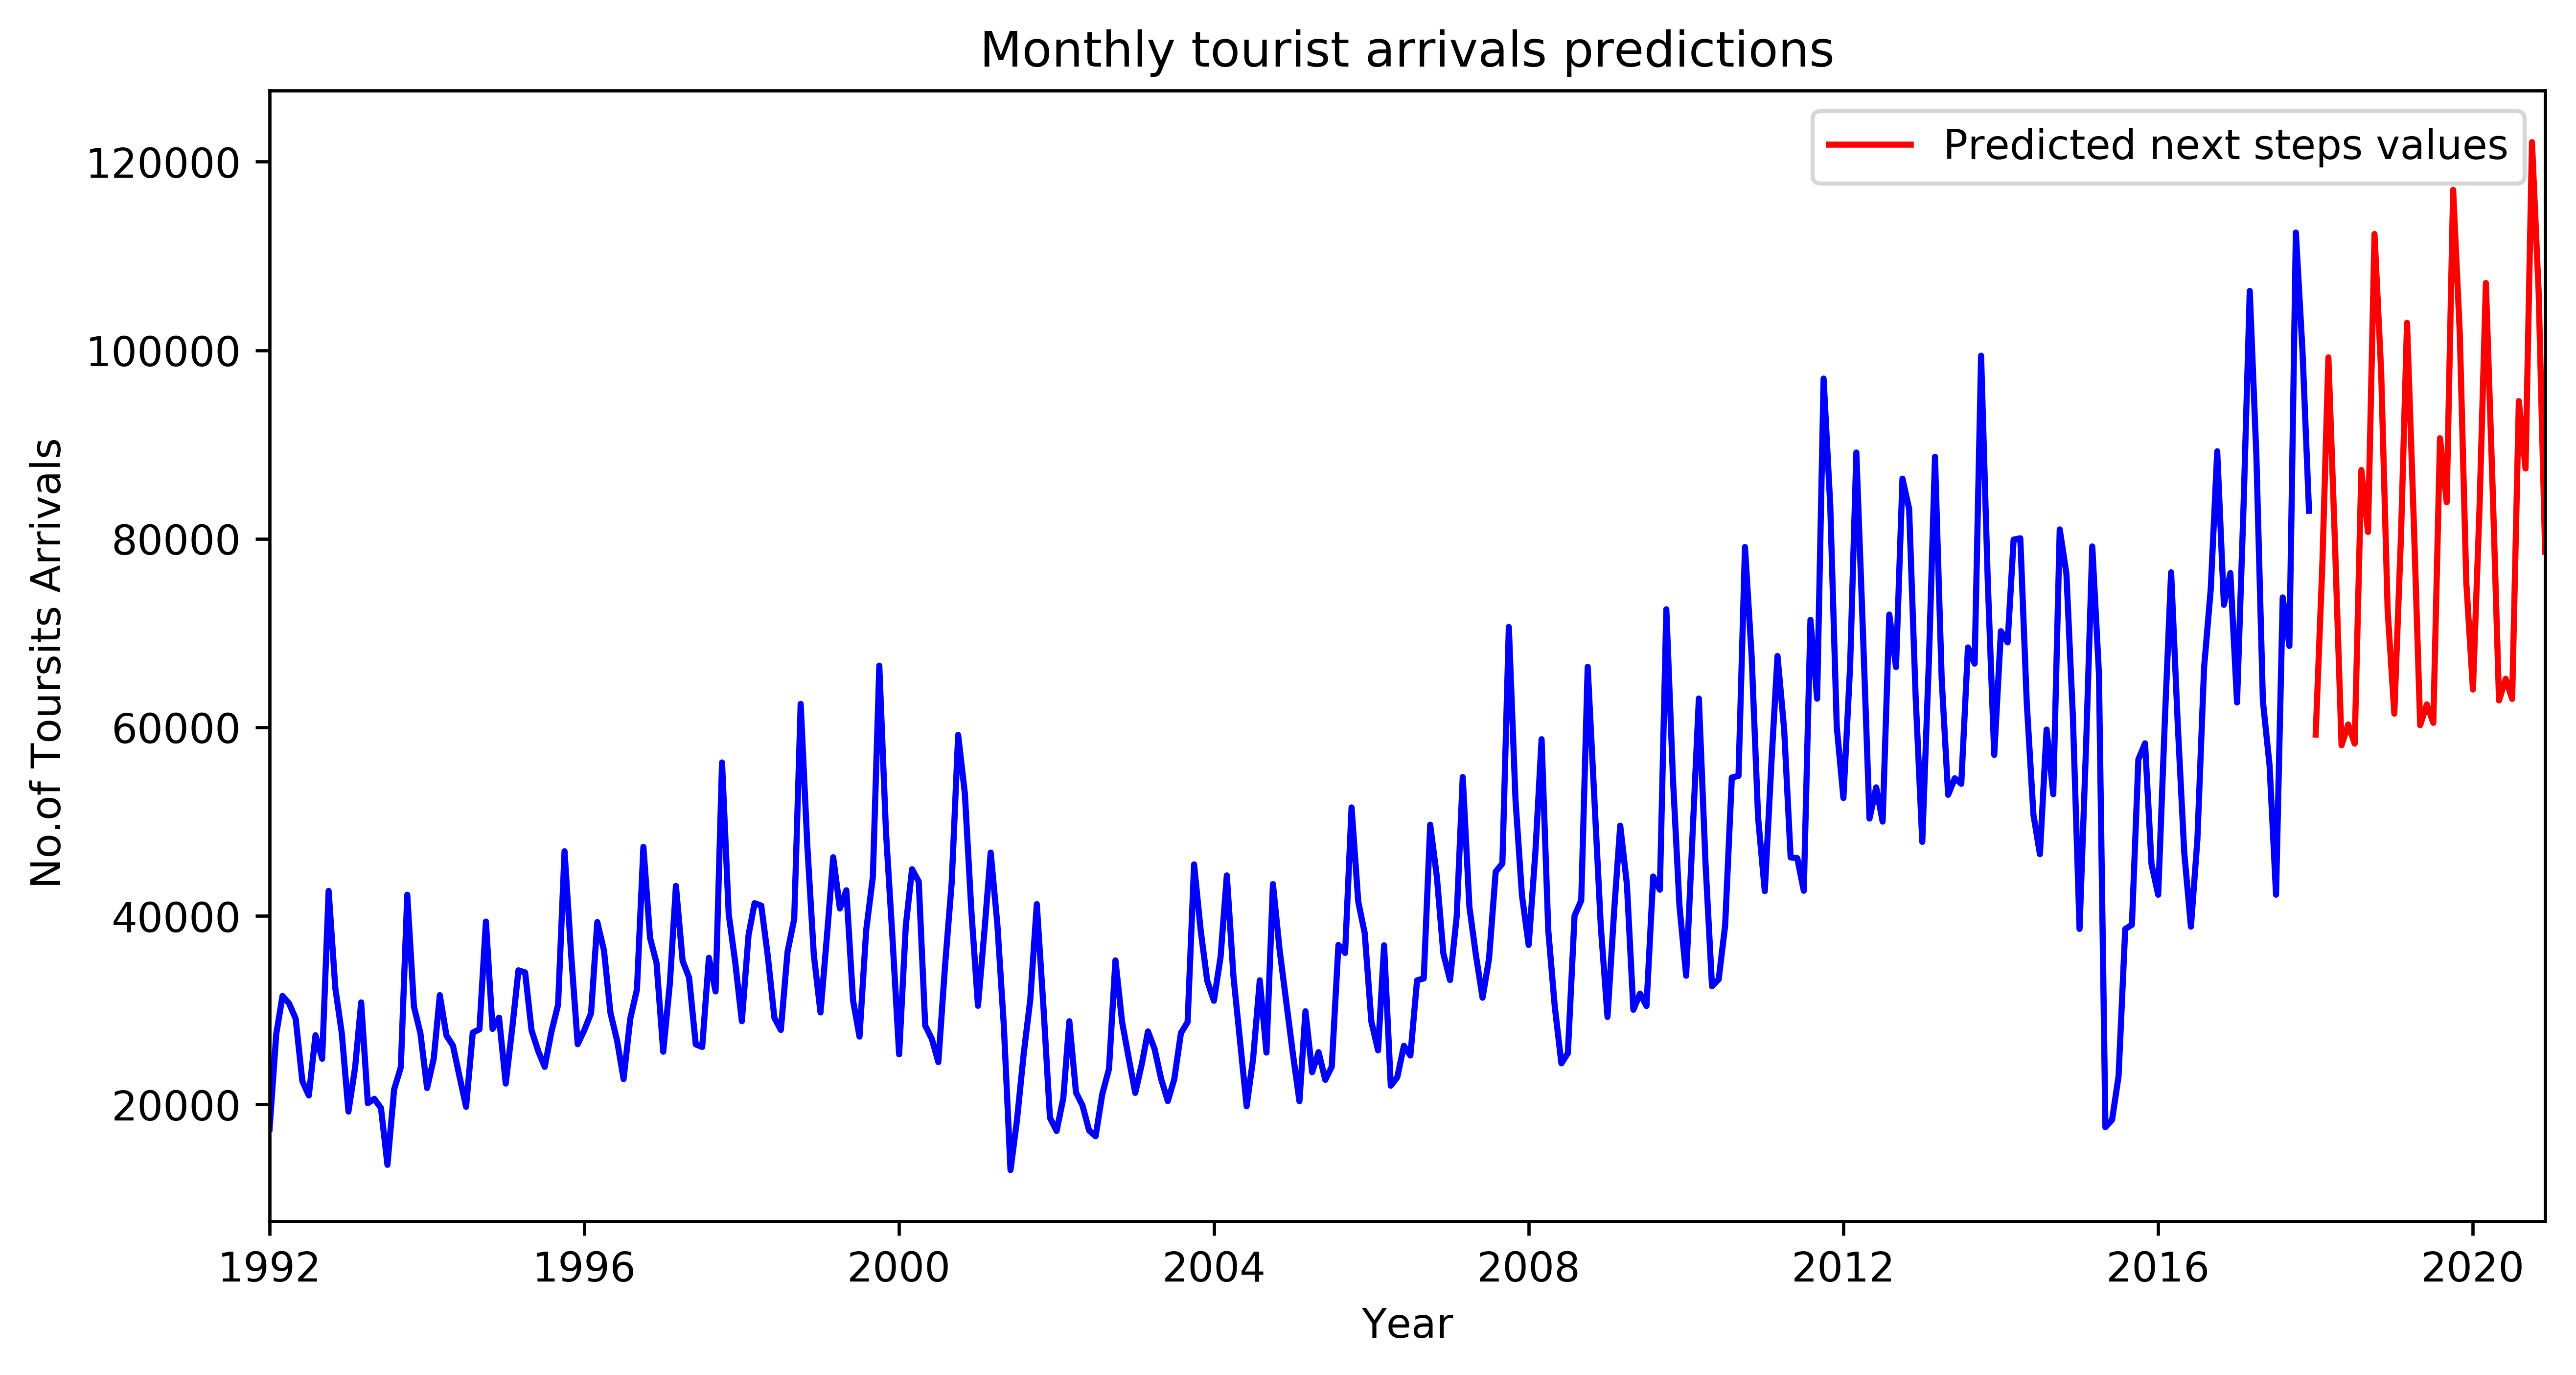 Monthly tourist arrivals predictions
Predicted next steps values
120000
100000
80000
60000
40000
20000
No.of Toursits Arrivals
1992 1996 2000 2004 2008 2012 2016 2020
Year